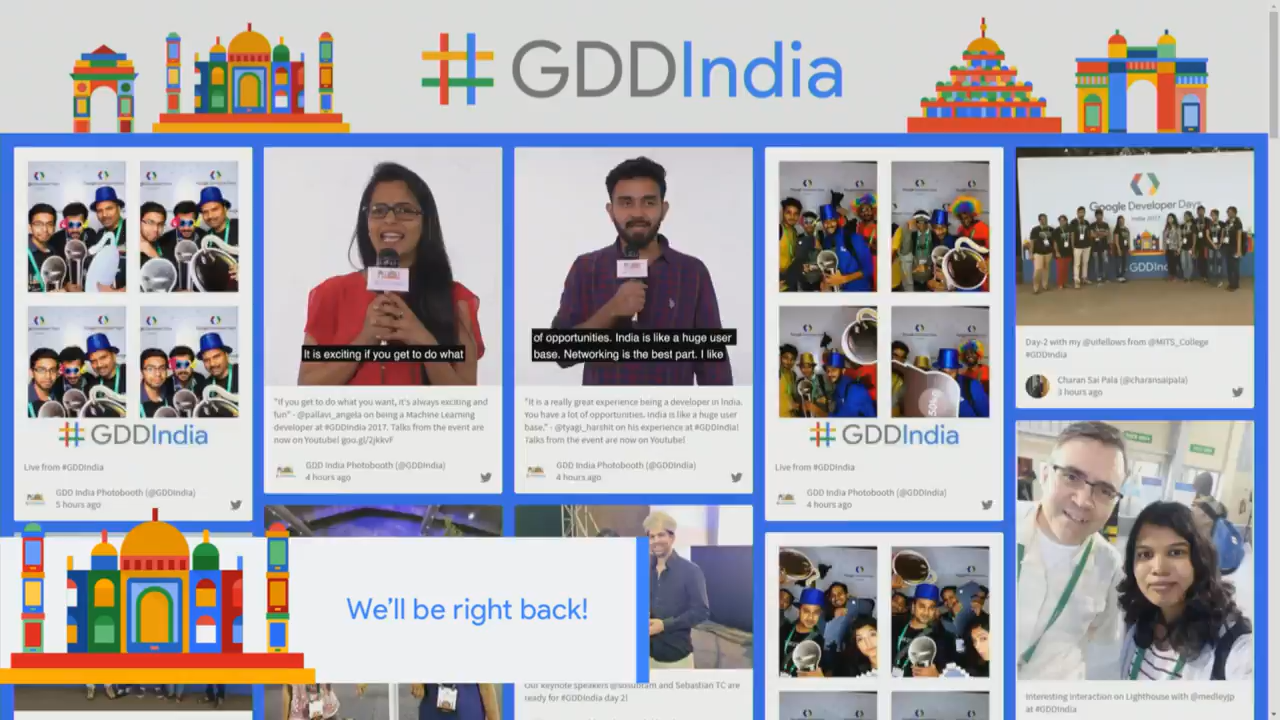 #GDDIndia
#GDDIndia
Live from #GDDIndia
GDD India Photobooth (@GDDIndia)
5 hours ago
It is exciting if you get to do what
"If you get to do what you want, it's always exciting and
fun" - @pallavi_angela on being a Machine Learning
developer at #GDDIndia 2017. Talks from the event are
now on Youtube! goo.gl/2jkkvF
GDD India Photobooth (@GDDIndia)
4 hours ago
of opportunities. India is like a huge user
base. Networking is the best part. I like
"It is a really great experience being a developer in India.
You have a lot of opportunities. India is like a huge user
base." - @tyagi_harshit on his experience at #GDDIndia!
Talks from the event are now on Youtube!
GDD India Photobooth (@GDDIndia)
4 hours ago
#GDDIndia
Live from #GDDIndia
GDD India Photobooth (@GDDIndia)
4 hours ago
Google Developer Days
India 2017
Day-2 with my @uifellows from @MITS_College
#GDDIndia
Charan Sai Pala (@charansaipala)
3 hours ago
We'll be right back!
Our keynote speakers @sosubram and Sebastian TC are
ready for #GDDIndia day 2!
Interesting interaction on Lighthouse with @medleyjp
at #GDDIndia